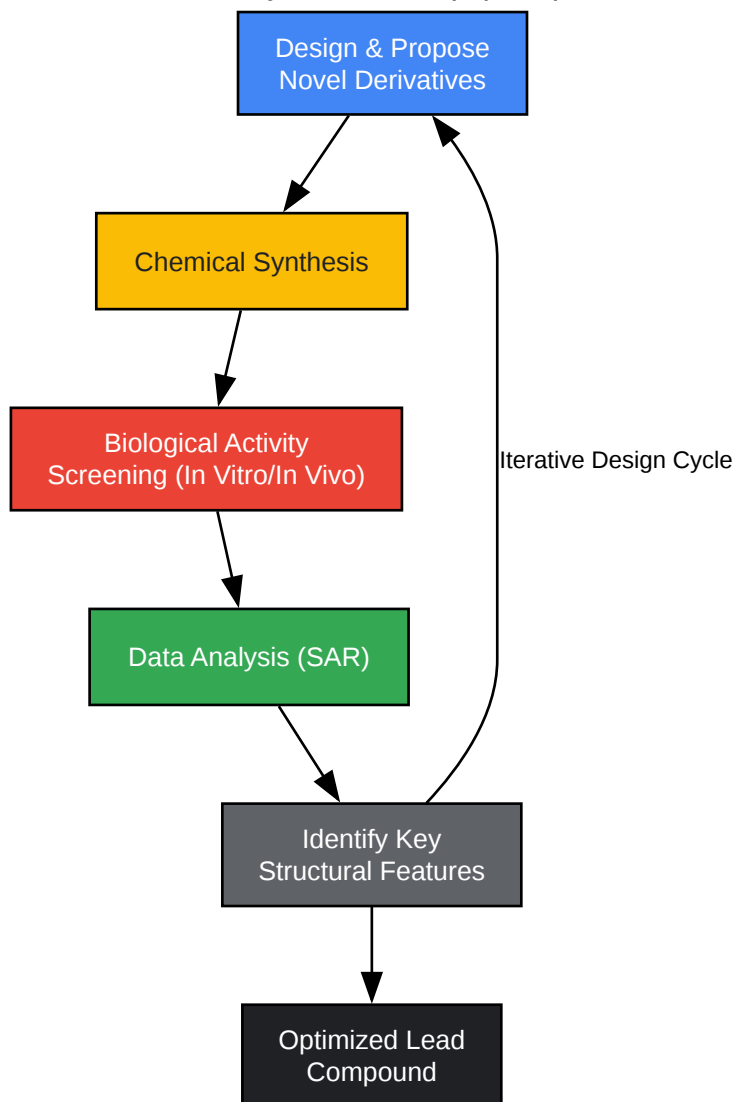 Design & Propose
Novel Derivatives
Chemical Synthesis
Biological Activity
Screening (In Vitro/In Vivo)
Iterative Design Cycle
Data Analysis (SAR)
Identify Key
Structural Features
Optimized Lead
Compound